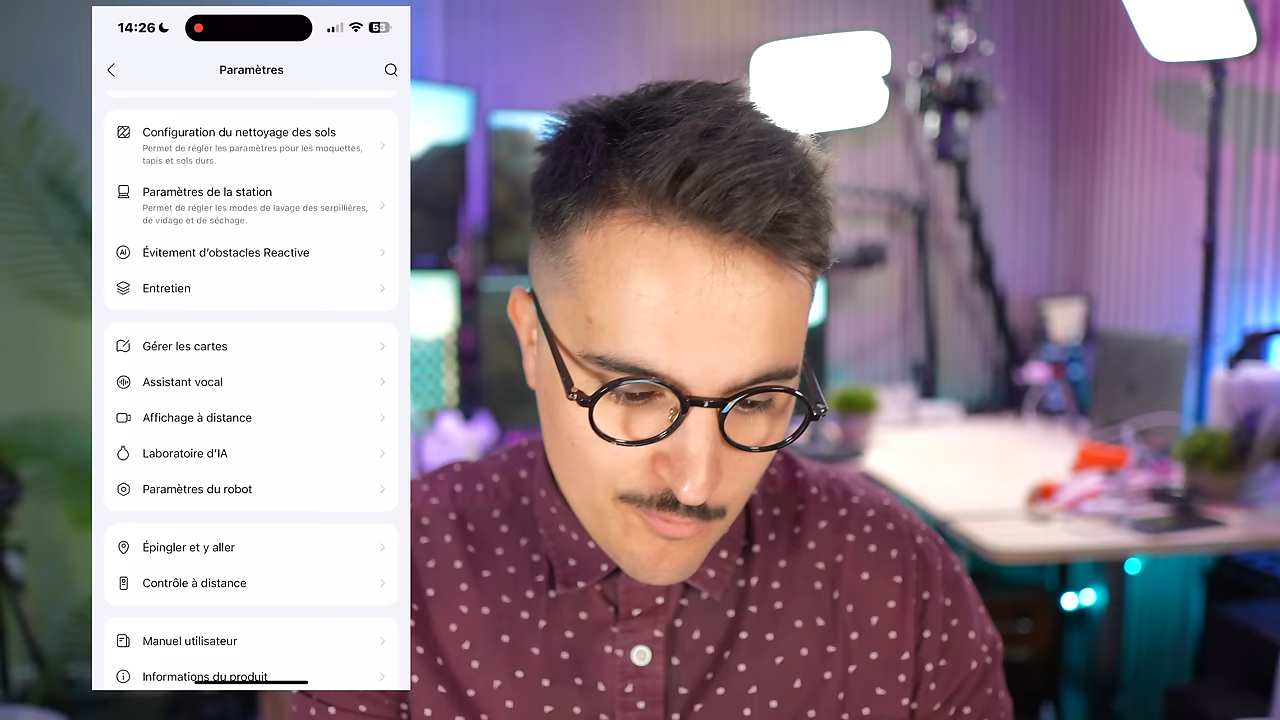 14:26
53
Paramètres
Configuration du nettoyage des sols
Permet de régler les paramètres pour les moquettes,
tapis et sols durs.
Paramètres de la station
Permet de régler les modes de lavage des serpillières,
de vidage et de séchage.
AI
Évitement d'obstacles Reactive
Entretien
Gérer les cartes
Assistant vocal
Affichage à distance
Laboratoire d'IA
Paramètres du robot
Épingler et y aller
Contrôle à distance
Manuel utilisateur
Informations du produit